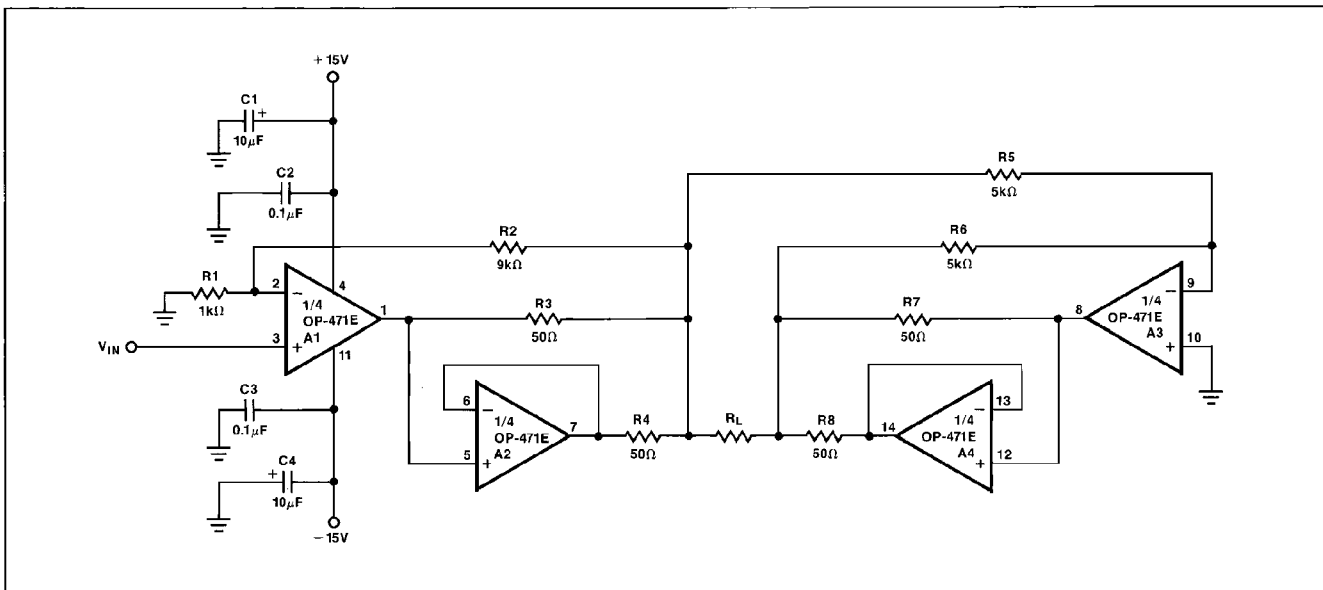 +15V
C1
+
10µF
C2
0.1µF
R5
5kΩ
R2
9kΩ
R6
5kΩ
R1
1kΩ
2
−
4
1/4
OP-471E
A1
1
3
+
11
VIN
R3
50Ω
R7
50Ω
8
−
9
1/4
OP-471E
A3
+
10
C3
0.1µF
6
−
1/4
OP-471E
A2
7
5
+
R4
50Ω
RL
R8
50Ω
14
−
13
1/4
OP-471E
A4
+
12
+
C4
10µF
−15V